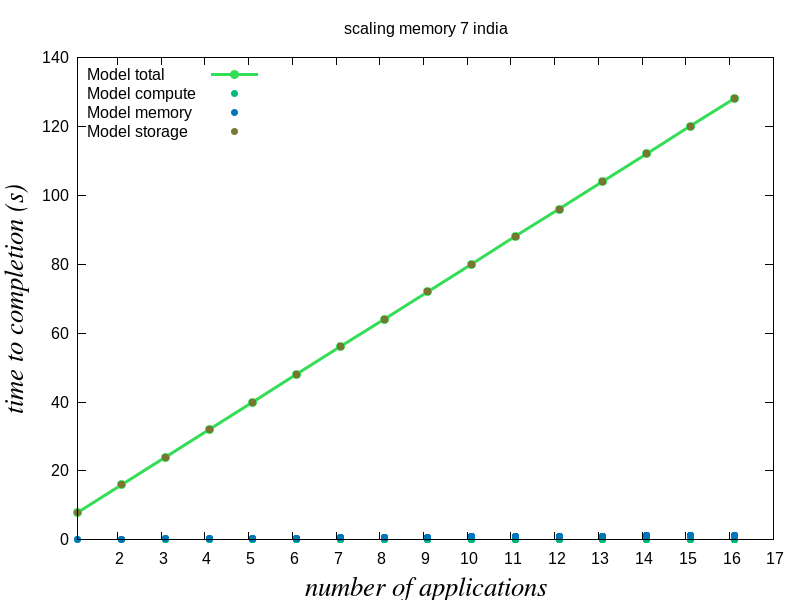 scaling memory 7 india
140
120
100
80
60
40
20
0
time to completion (s)
Model total
Model compute
Model memory
Model storage
2 3 4 5 6 7 8 9 10 11 12 13 14 15 16 17
number of applications